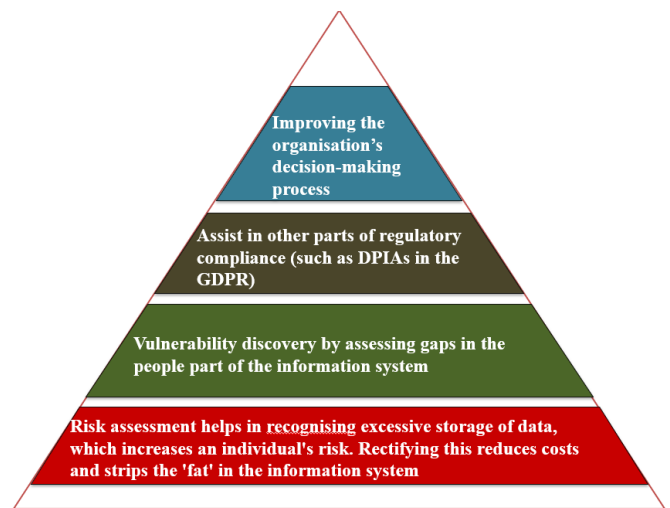 Improving the
organisation’s
decision-making
process
Assist in other parts of regulatory
compliance (such as DPIAs in the
GDPR)
Vulnerability discovery by assessing gaps in the
people part of the information system
Risk assessment helps in recognising excessive storage of data,
which increases an individual's risk. Rectifying this reduces costs
and strips the 'fat' in the information system